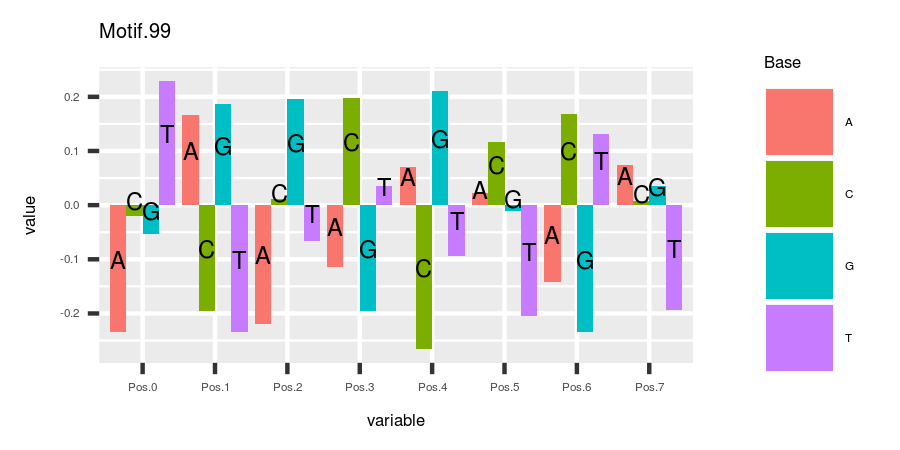 Motif.99
Base
A
C
G
T
value
0.2
0.1
0.0
-0.1
-0.2
A C G T A C G T A C G T A C G T A C G T A C G T A C G T A C G T
Pos.0 Pos.1 Pos.2 Pos.3 Pos.4 Pos.5 Pos.6 Pos.7
variable